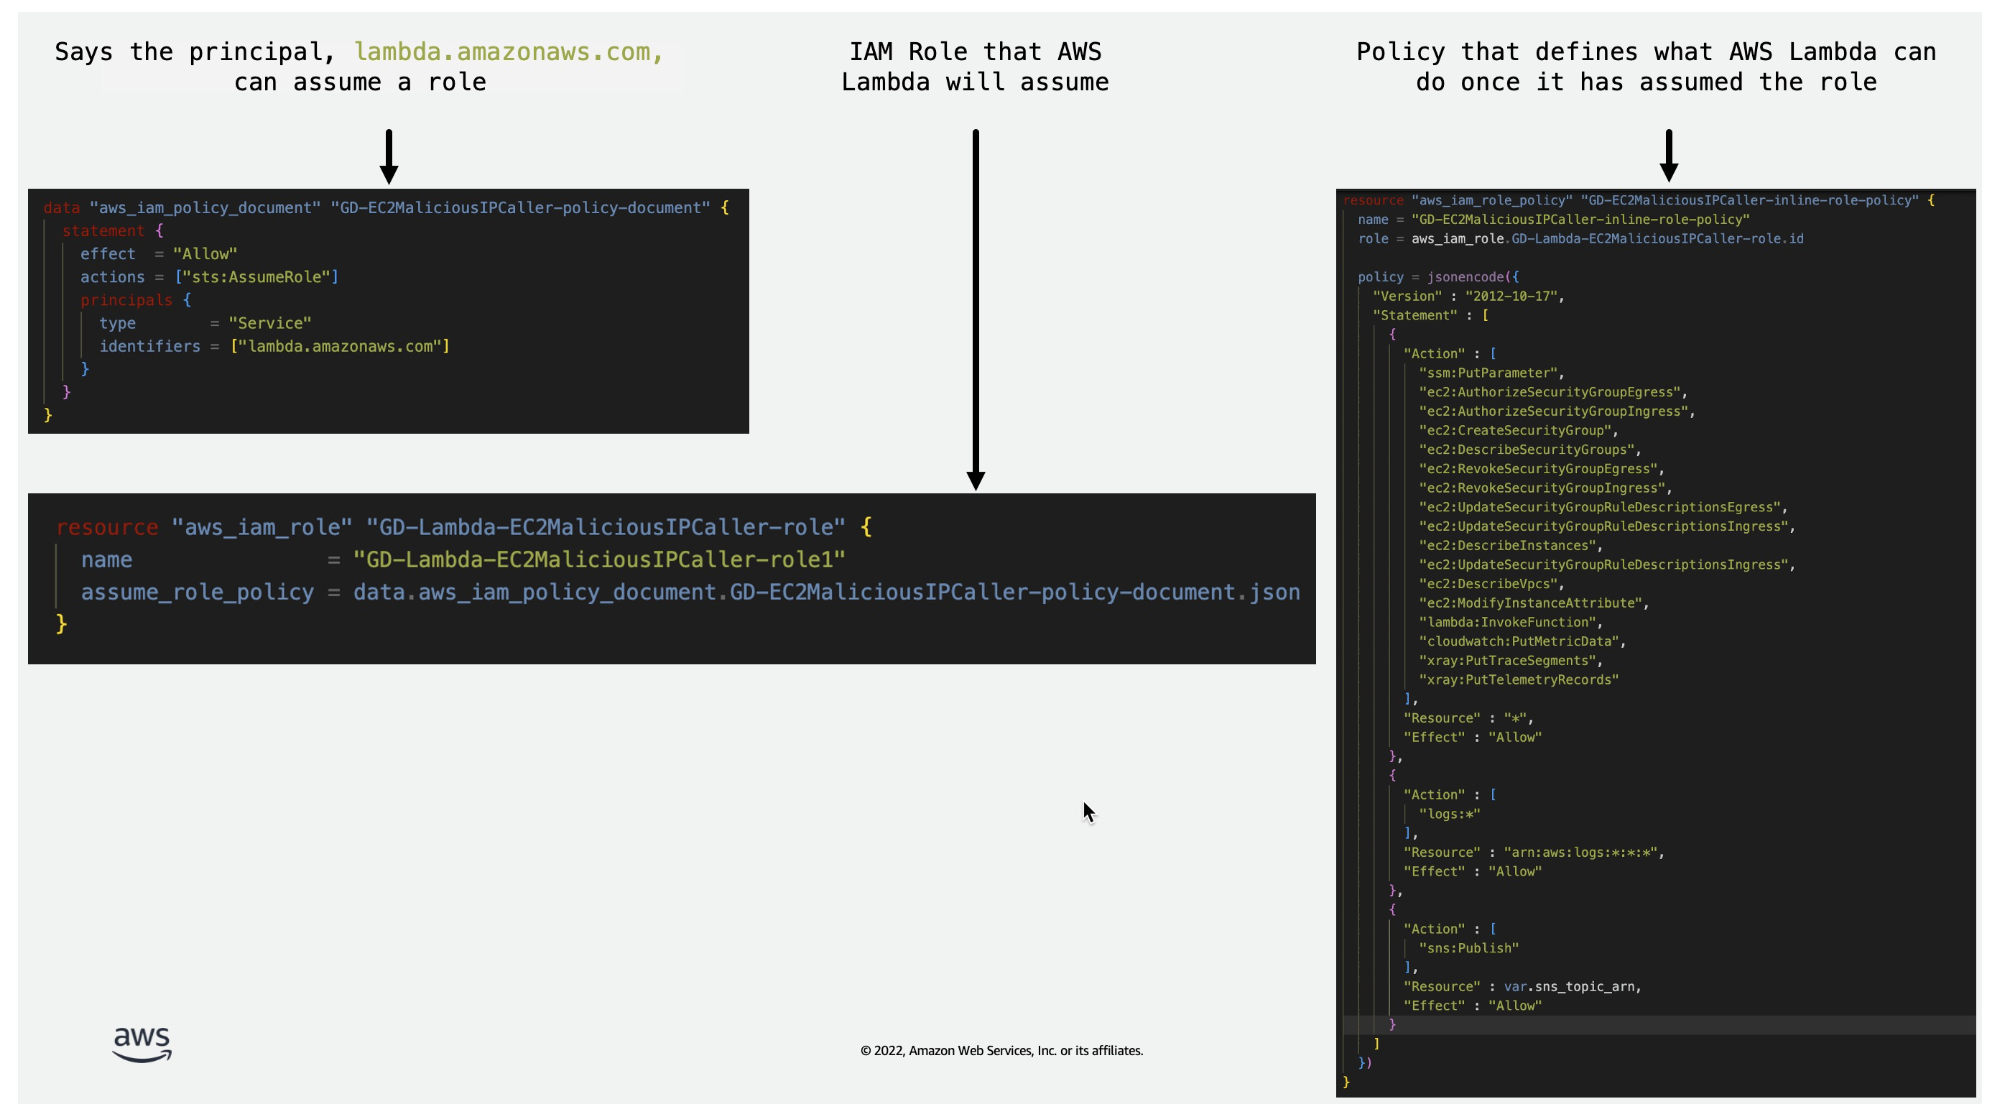 Says the principal, lambda.amazonaws.com,
can assume a role
IAM Role that AWS
Lambda will assume
Policy that defines what AWS Lambda can
do once it has assumed the role
data "aws_iam_policy_document" "GD-EC2MaliciousIPCaller-policy-document" {
statement {
effect  = "Allow"
actions = ["sts:AssumeRole"]
principals {
type        = "Service"
identifiers = ["lambda.amazonaws.com"]
}
}
}
resource "aws_iam_role" "GD-Lambda-EC2MaliciousIPCaller-role" {
name               = "GD-Lambda-EC2MaliciousIPCaller-role1"
assume_role_policy = data.aws_iam_policy_document.GD-EC2MaliciousIPCaller-policy-document.json
}
resource "aws_iam_role_policy" "GD-EC2MaliciousIPCaller-inline-role-policy" {
name = "GD-EC2MaliciousIPCaller-inline-role-policy"
role = aws_iam_role.GD-Lambda-EC2MaliciousIPCaller-role.id
policy = jsonencode({
"Version" : "2012-10-17",
"Statement" : [
{
"Action" : [
"ssm:PutParameter",
"ec2:AuthorizeSecurityGroupEgress",
"ec2:AuthorizeSecurityGroupIngress",
"ec2:CreateSecurityGroup",
"ec2:DescribeSecurityGroups",
"ec2:RevokeSecurityGroupEgress",
"ec2:RevokeSecurityGroupIngress",
"ec2:UpdateSecurityGroupRuleDescriptionsEgress",
"ec2:UpdateSecurityGroupRuleDescriptionsIngress",
"ec2:DescribeInstances",
"ec2:UpdateSecurityGroupRuleDescriptionsIngress",
"ec2:DescribeVpcs",
"ec2:ModifyInstanceAttribute",
"lambda:InvokeFunction",
"cloudwatch:PutMetricData",
"xray:PutTraceSegments",
"xray:PutTelemetryRecords"
],
"Resource" : "*",
"Effect" : "Allow"
},
{
"Action" : [
"logs:*"
],
"Resource" : "arn:aws:logs:*:*:*",
"Effect" : "Allow"
},
{
"Action" : [
"sns:Publish"
],
"Resource" : var.sns_topic_arn,
"Effect" : "Allow"
}
]
})
}
aws
© 2022, Amazon Web Services, Inc. or its affiliates.